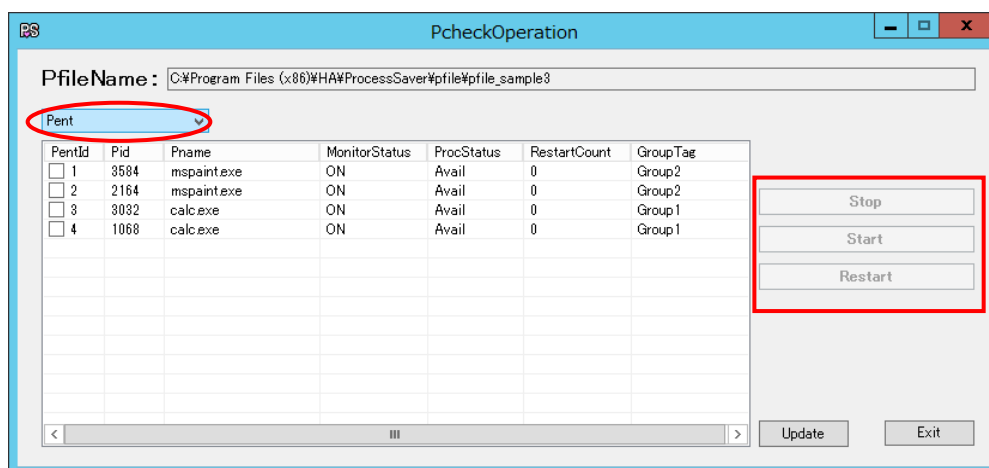 PS PcheckOperation
PfileName: C:¥Program Files (x86)¥HA¥ProcessSaver¥pfile¥pfile_sample3
Pent
PentId Pid Pname MonitorStatus ProcStatus RestartCount GroupTag
1 3584 mspaint.exe ON Avail 0 Group2
2 2164 mspaint.exe ON Avail 0 Group2
3 3032 calc.exe ON Avail 0 Group1
4 1068 calc.exe ON Avail 0 Group1
Stop
Start
Restart
Update Exit